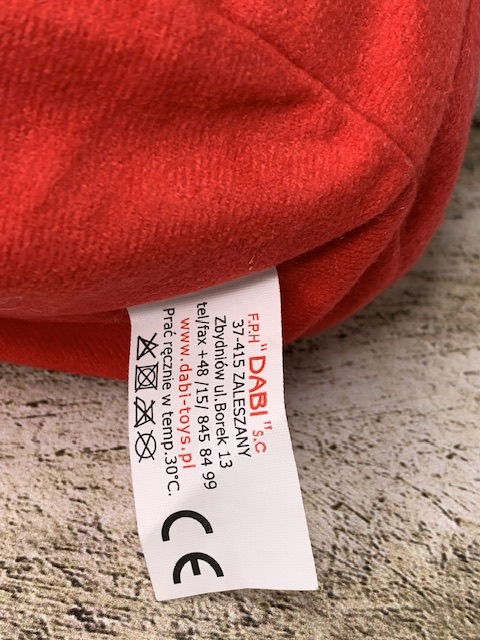 F.P.H "DABI" s.c
37-415 ZALESZANY
Zbydniów ul.Borek 13
tel/fax +48 /15/ 845 84 99
www.dabi-toys.pl
Prać ręcznie w temp.30°C.
CE